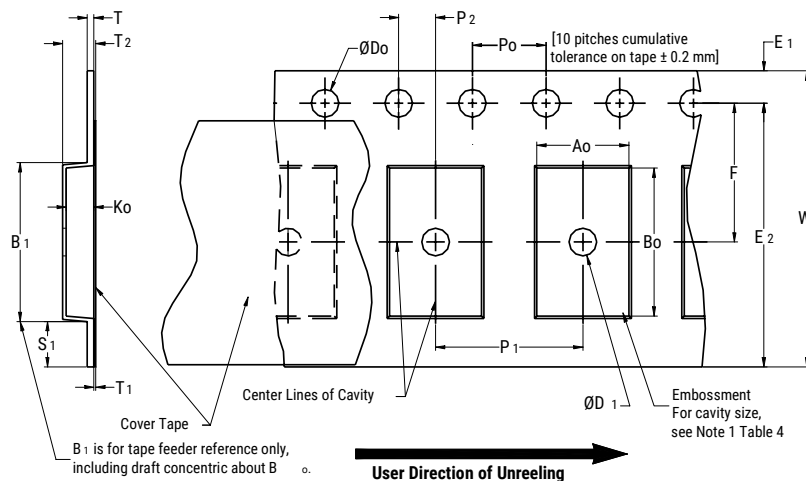 T
T2
P2
ØDo
Po
[10 pitches cumulative
tolerance on tape ± 0.2 mm]
E1
Ao
F
W
Ko
B1
Bo
E2
S1
P1
T1
Center Lines of Cavity
ØD1
Embossment
For cavity size,
see Note 1 Table 4
Cover Tape
B1 is for tape feeder reference only,
including draft concentric about B o.
User Direction of Unreeling